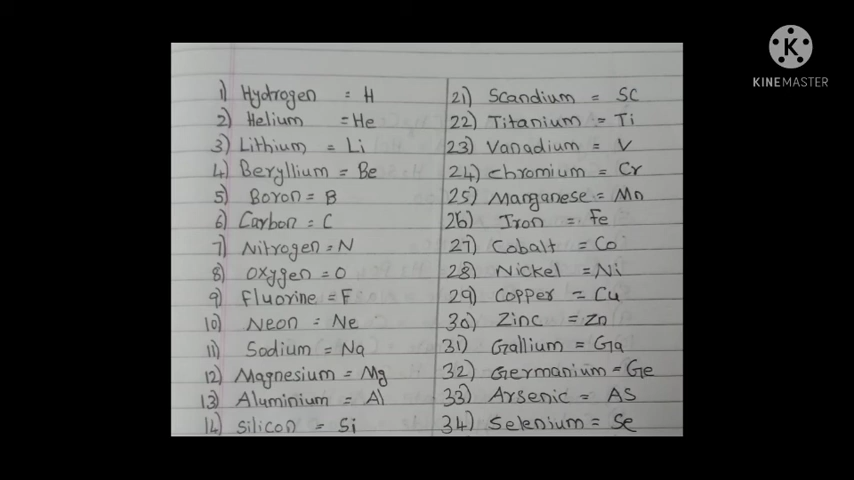 1) Hydrogen = H
2) Helium = He
3) Lithium = Li
4) Beryllium = Be
5) Boron = B
6) Carbon = C
7) Nitrogen = N
8) Oxygen = O
9) Fluorine = F
10) Neon = Ne
11) Sodium = Na
12) Magnesium = Mg
13) Aluminium = Al
14) Silicon = Si
21) Scandium = SC
22) Titanium = Ti
23) Vanadium = V
24) Chromium = Cr
25) Manganese = Mn
26) Iron = Fe
27) Cobalt = Co
28) Nickel = Ni
29) Copper = Cu
30) Zinc = Zn
31) Gallium = Ga
32) Germanium = Ge
33) Arsenic = AS
34) Selenium = Se
K
KINEMASTER